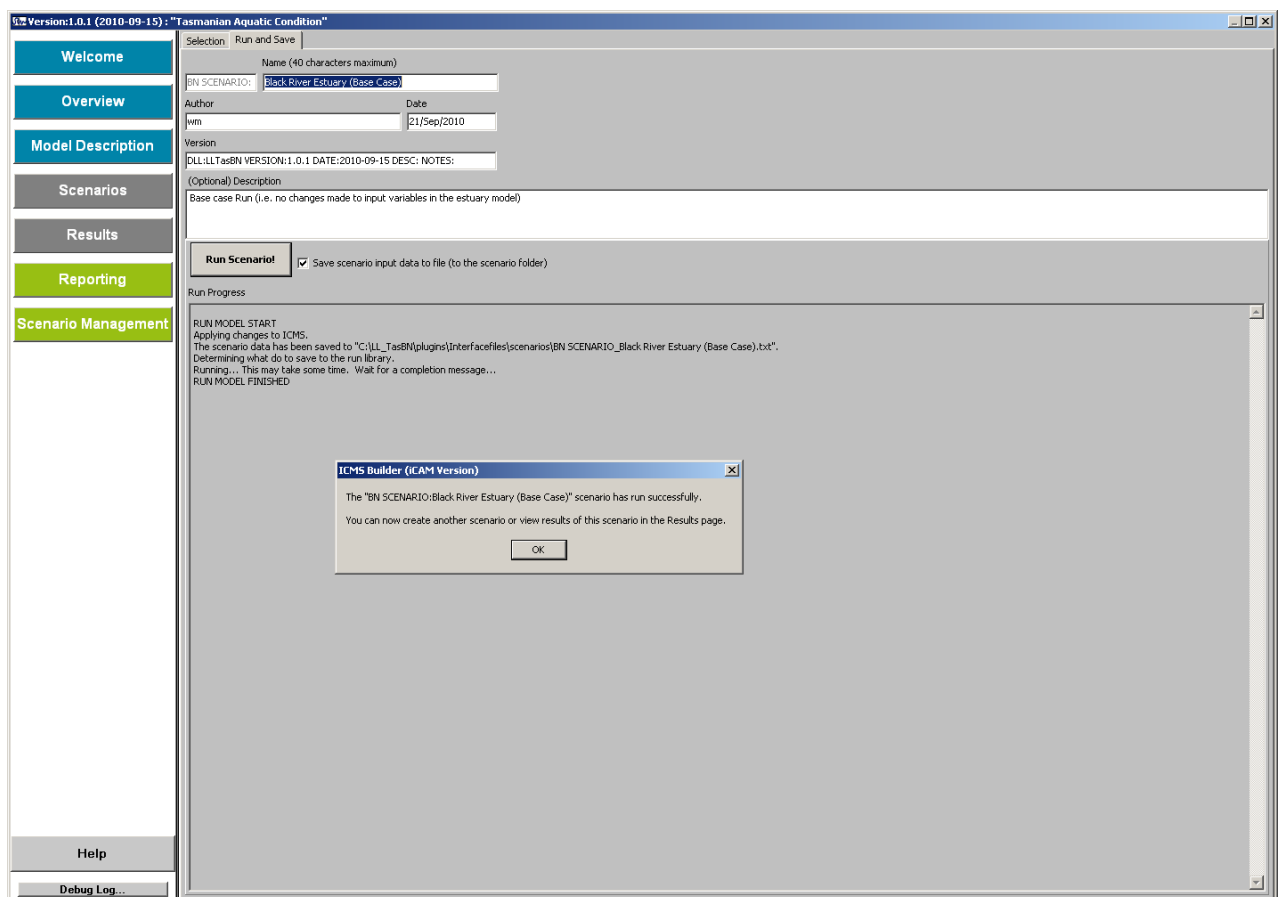 Version:1.0.1 (2010-09-15) : "Tasmanian Aquatic Condition"
Welcome
Overview
Model Description
Scenarios
Results
Reporting
Scenario Management
Help
Debug Log...
Selection Run and Save
Name (40 characters maximum)
BN SCENARIO: Black River Estuary (Base Case)
Author Date
wm 21/Sep/2010
Version
DLL:LLTasBN VERSION:1.0.1 DATE:2010-09-15 DESC: NOTES:
(Optional) Description
Base case Run (i.e. no changes made to input variables in the estuary model)
Run Scenario! Save scenario input data to file (to the scenario folder)
Run Progress
RUN MODEL START
Applying changes to ICMS.
The scenario data has been saved to "C:\LL_TasBN\plugins\Interfacefiles\scenarios\BN SCENARIO_Black River Estuary (Base Case).txt".
Determining what do to save to the run library.
Running... This may take some time. Wait for a completion message...
RUN MODEL FINISHED
ICMS Builder (iCAM Version)
The "BN SCENARIO:Black River Estuary (Base Case)" scenario has run successfully.
You can now create another scenario or view results of this scenario in the Results page.
OK